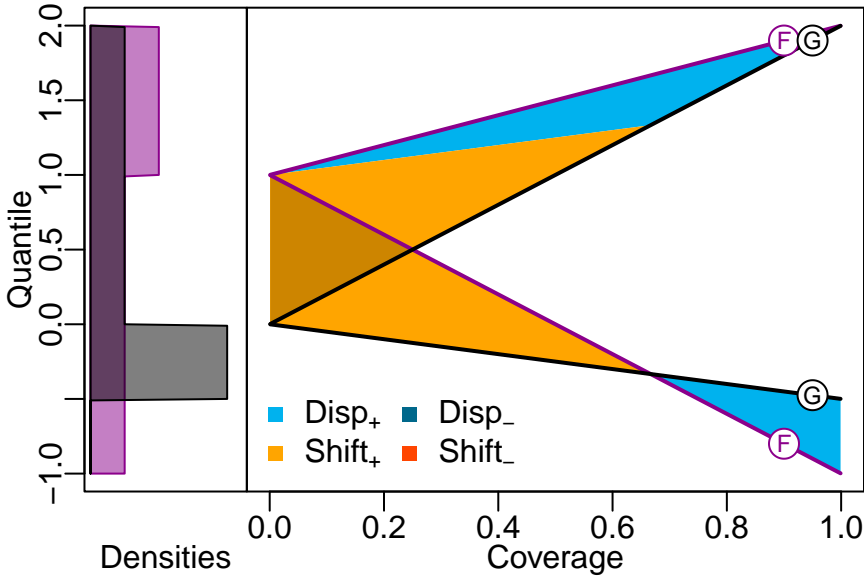 2.0
1.5
1.0
0.5
0.0
−1.0
Quantile
F
G
G
F
Disp+
Disp−
Shift+
Shift−
0.0 0.2 0.4 0.6 0.8 1.0
Densities
Coverage